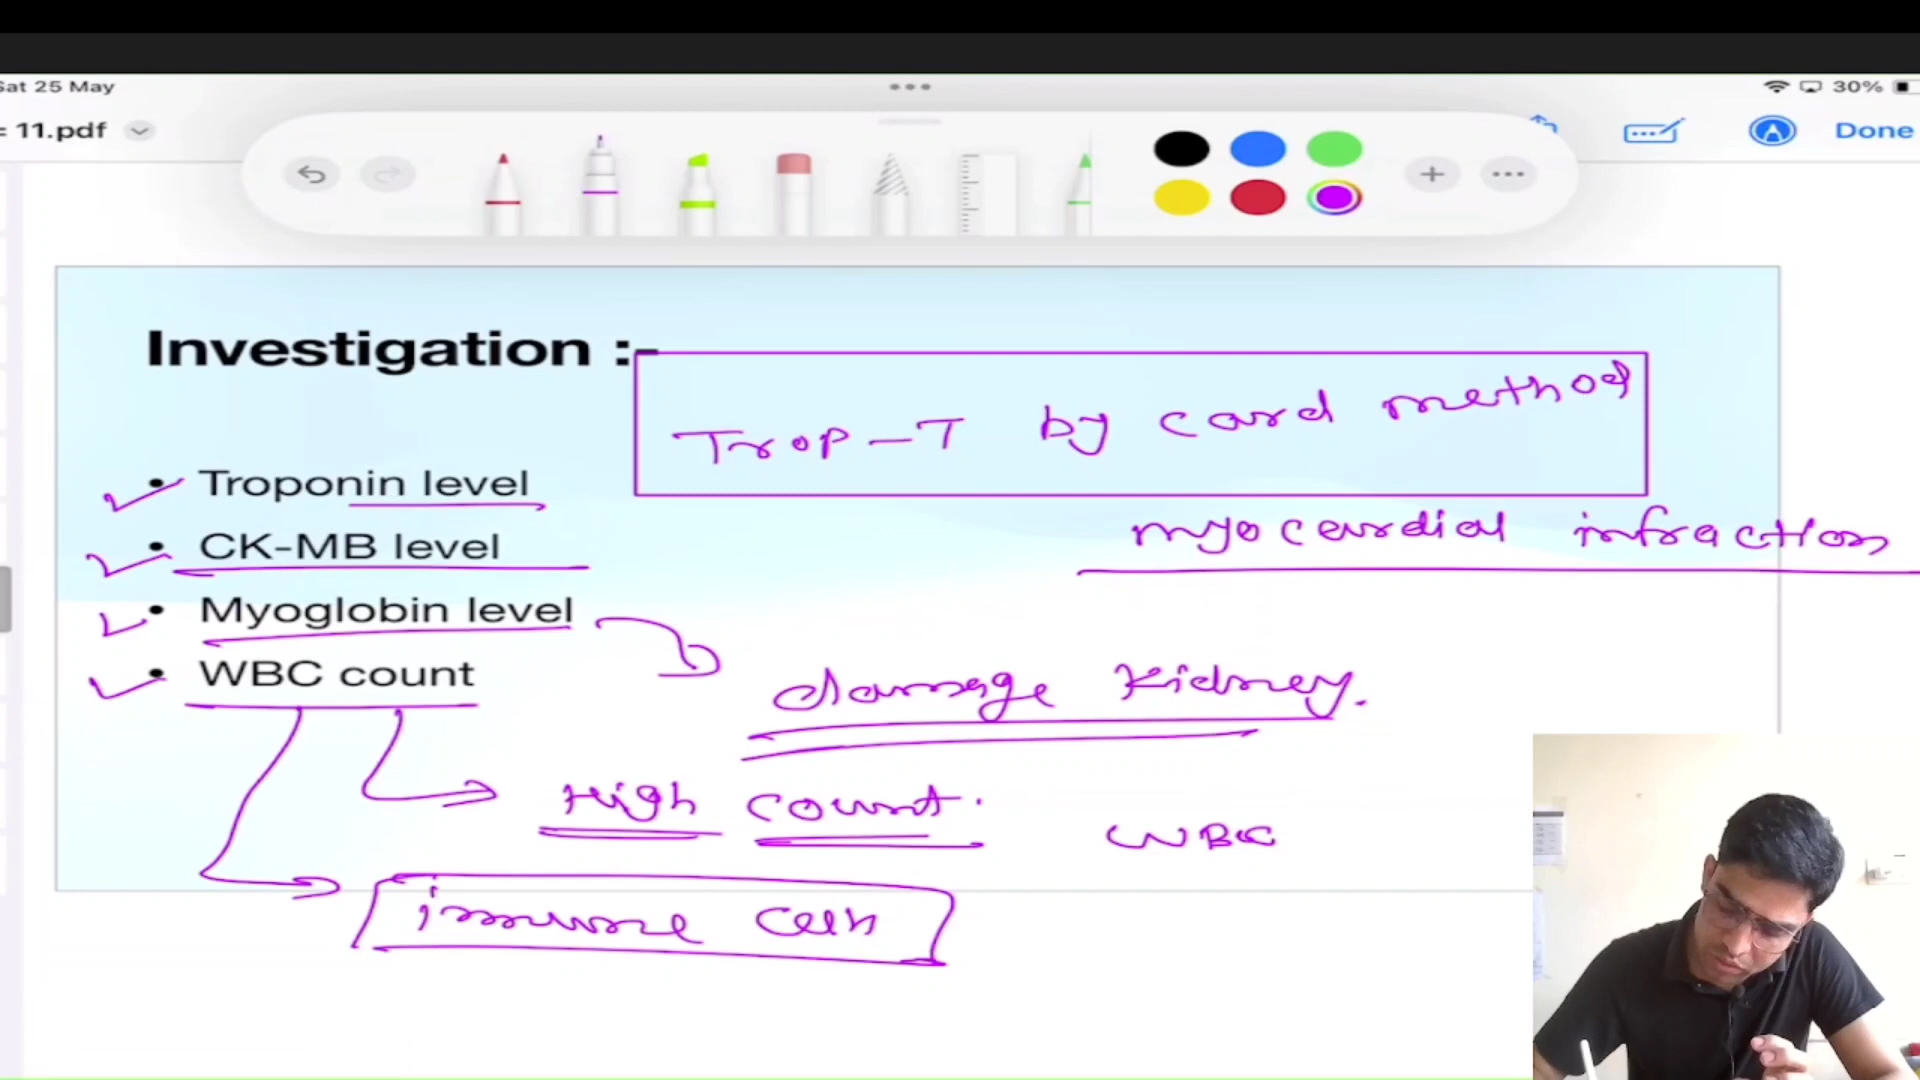 Sat 25 May
30%
= 11.pdf
Done
Investigation :-
Trop-T by card method
• Troponin level
myocardial infraction
• CK-MB level
• Myoglobin level
• WBC count
damage kidney.
High count.
WBC
immune cells